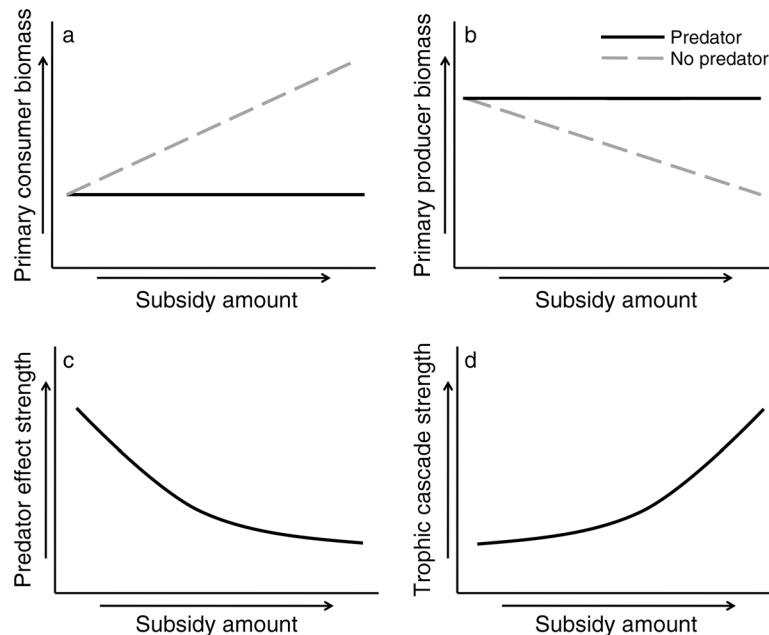 a
Primary consumer biomass
Subsidy amount
b
Predator
No predator
Primary producer biomass
Subsidy amount
c
Predator effect strength
Subsidy amount
d
Trophic cascade strength
Subsidy amount